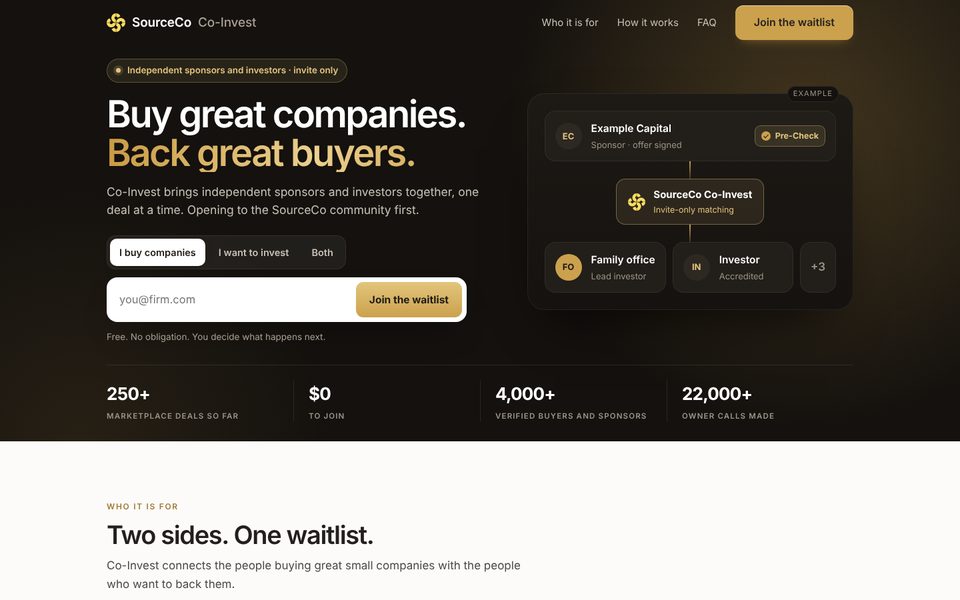 SourceCo Co-Invest
Who it is for
How it works
FAQ
Join the waitlist
Independent sponsors and investors · invite only
Buy great companies.
Back great buyers.
Co-Invest brings independent sponsors and investors together, one
deal at a time. Opening to the SourceCo community first.
I buy companies
I want to invest
Both
you@firm.com
Join the waitlist
Free. No obligation. You decide what happens next.
EXAMPLE
EC
Example Capital
Sponsor · offer signed
Pre-Check
SourceCo Co-Invest
Invite-only matching
FO
Family office
Lead investor
IN
Investor
Accredited
+3
250+
MARKETPLACE DEALS SO FAR
$0
TO JOIN
4,000+
VERIFIED BUYERS AND SPONSORS
22,000+
OWNER CALLS MADE
WHO IT IS FOR
Two sides. One waitlist.
Co-Invest connects the people buying great small companies with the people
who want to back them.